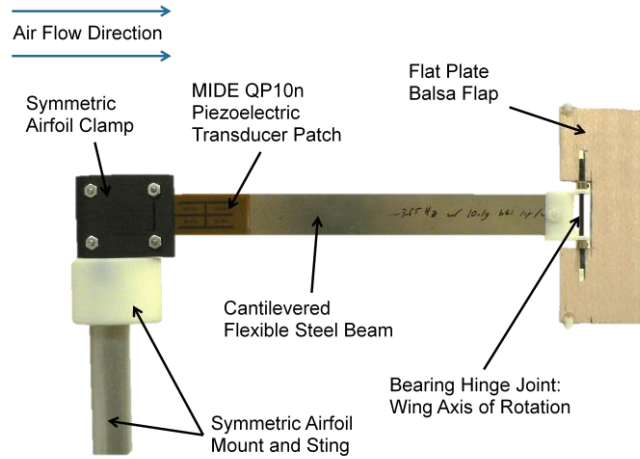 Air Flow Direction
Symmetric
Airfoil Clamp
MIDE QP10n
Piezoelectric
Transducer Patch
Flat Plate
Balsa Flap
Cantilevered
Flexible Steel Beam
Bearing Hinge Joint:
Wing Axis of Rotation
Symmetric Airfoil
Mount and Sting